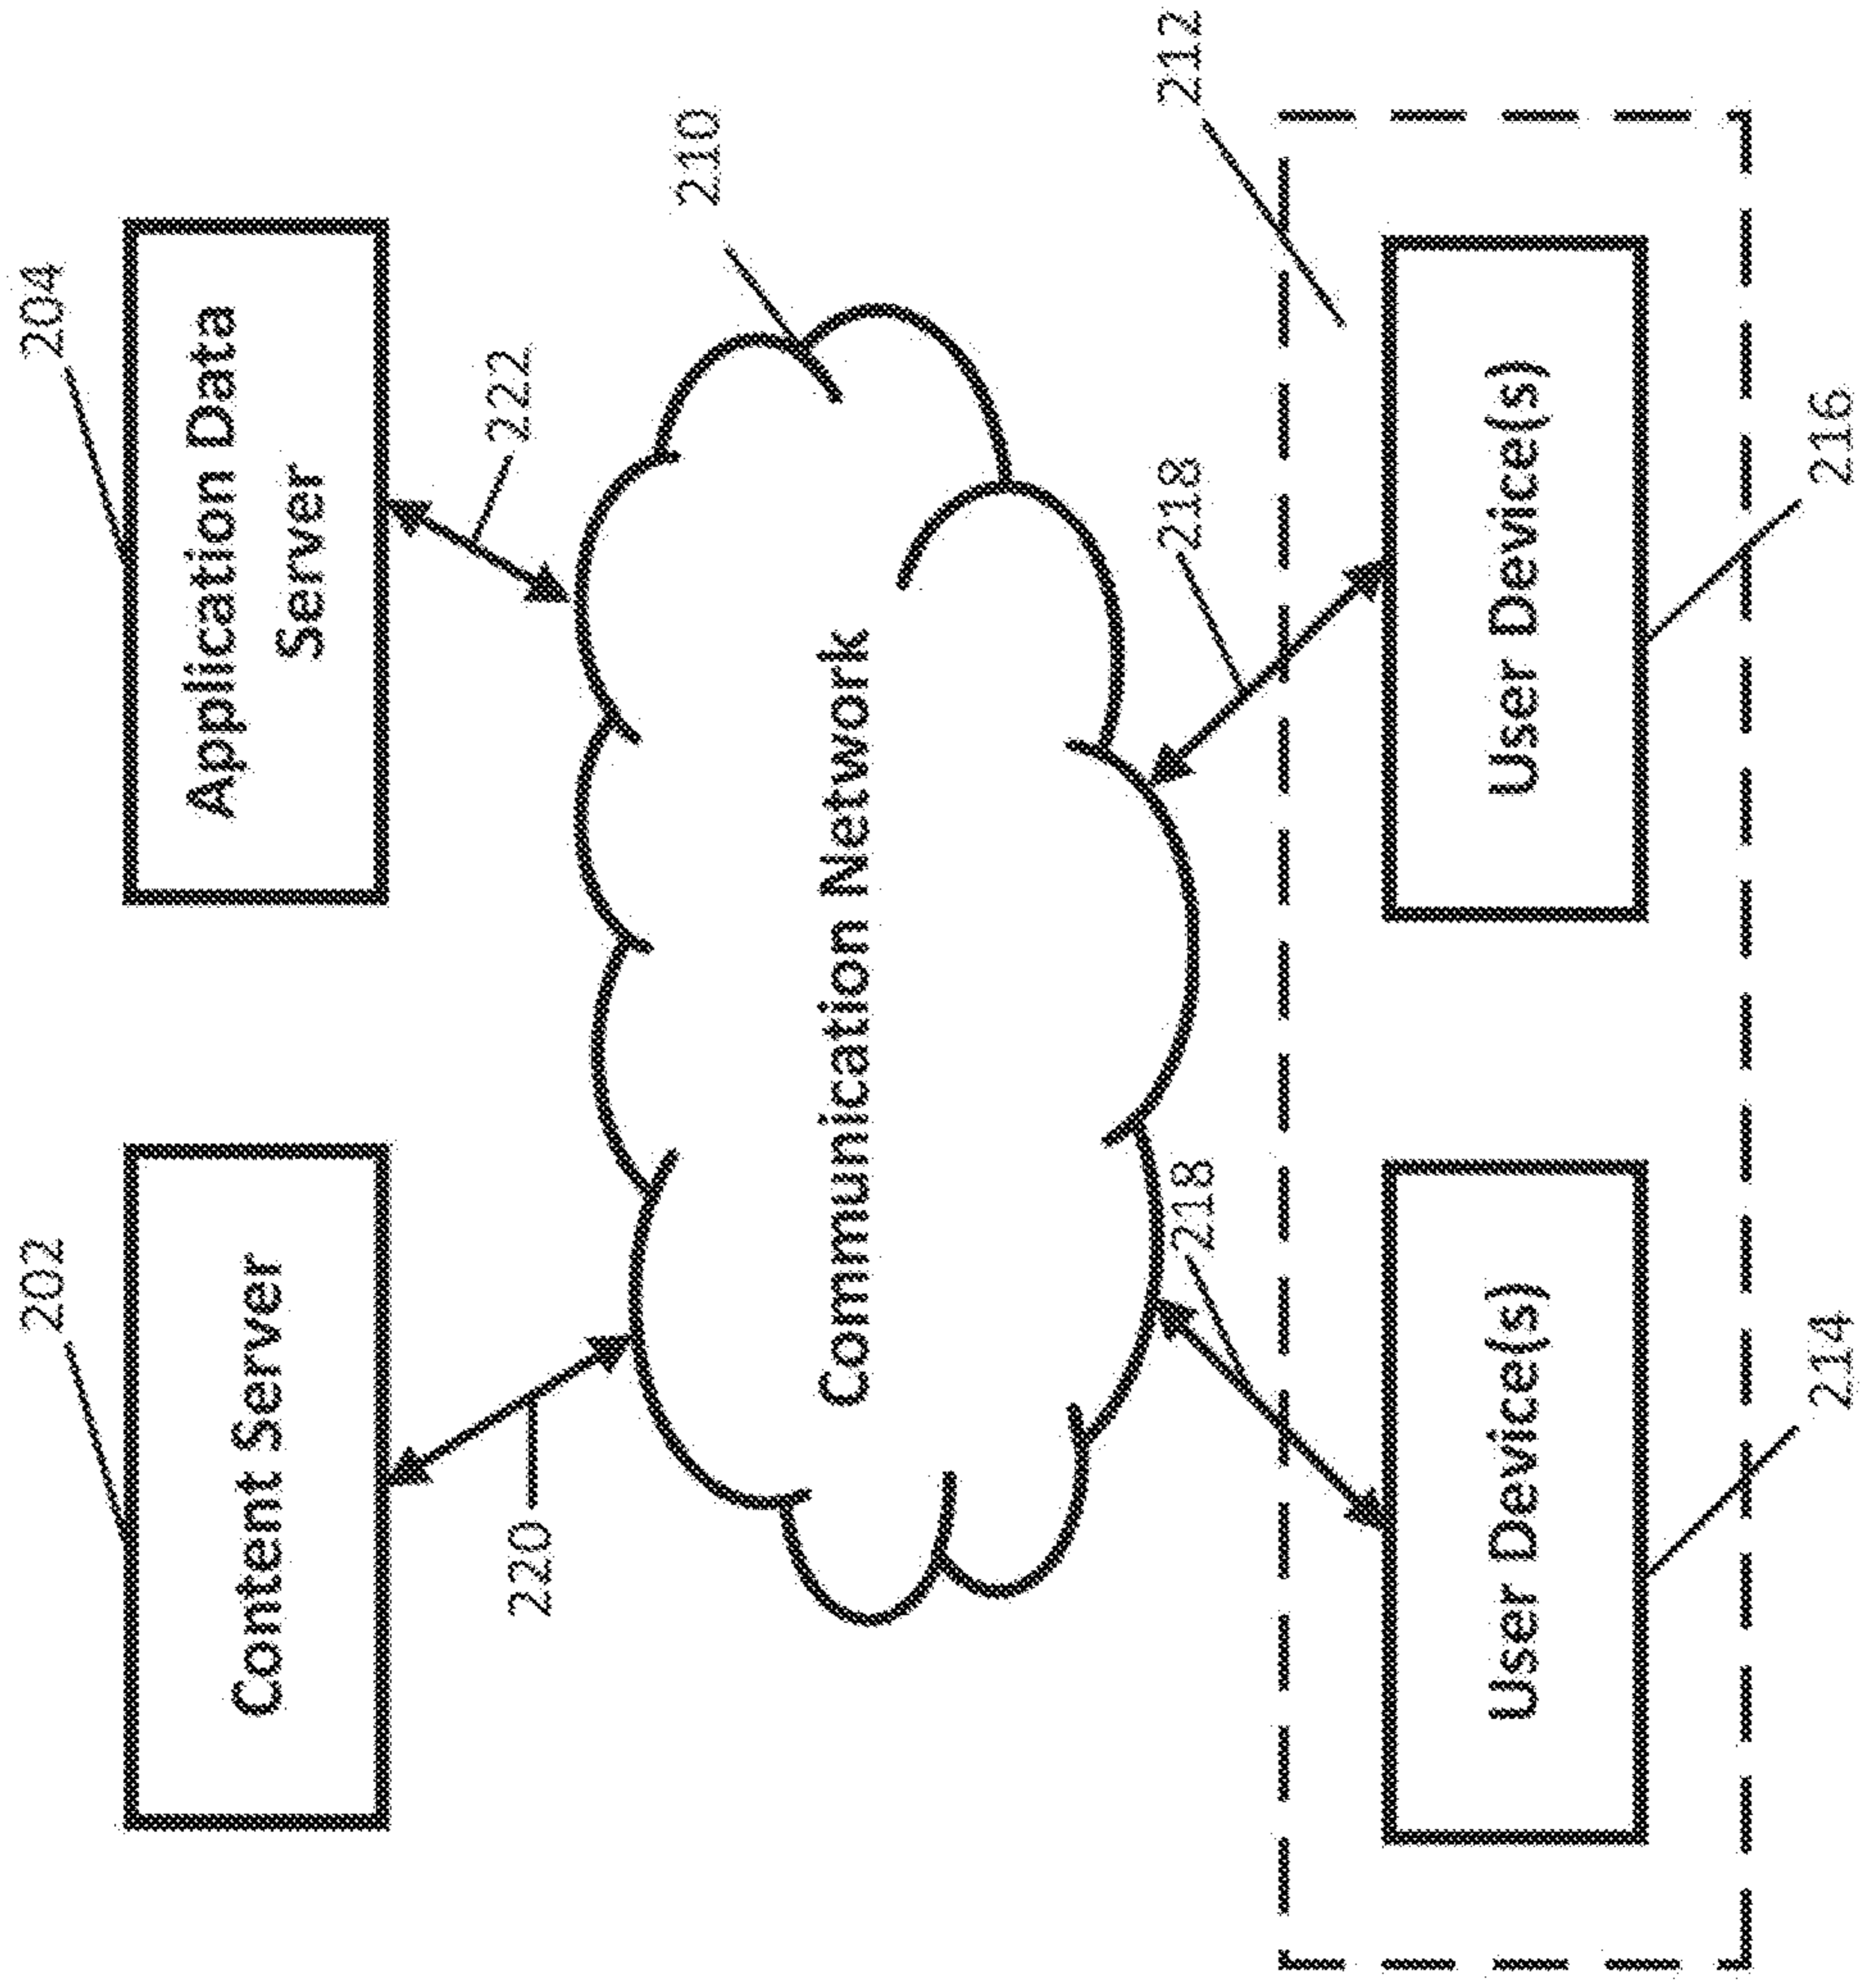 202
204
Content Server
Application Data
Server
220
222
210
Communication Network
218
218
212
User Device(s)
User Device(s)
214
216